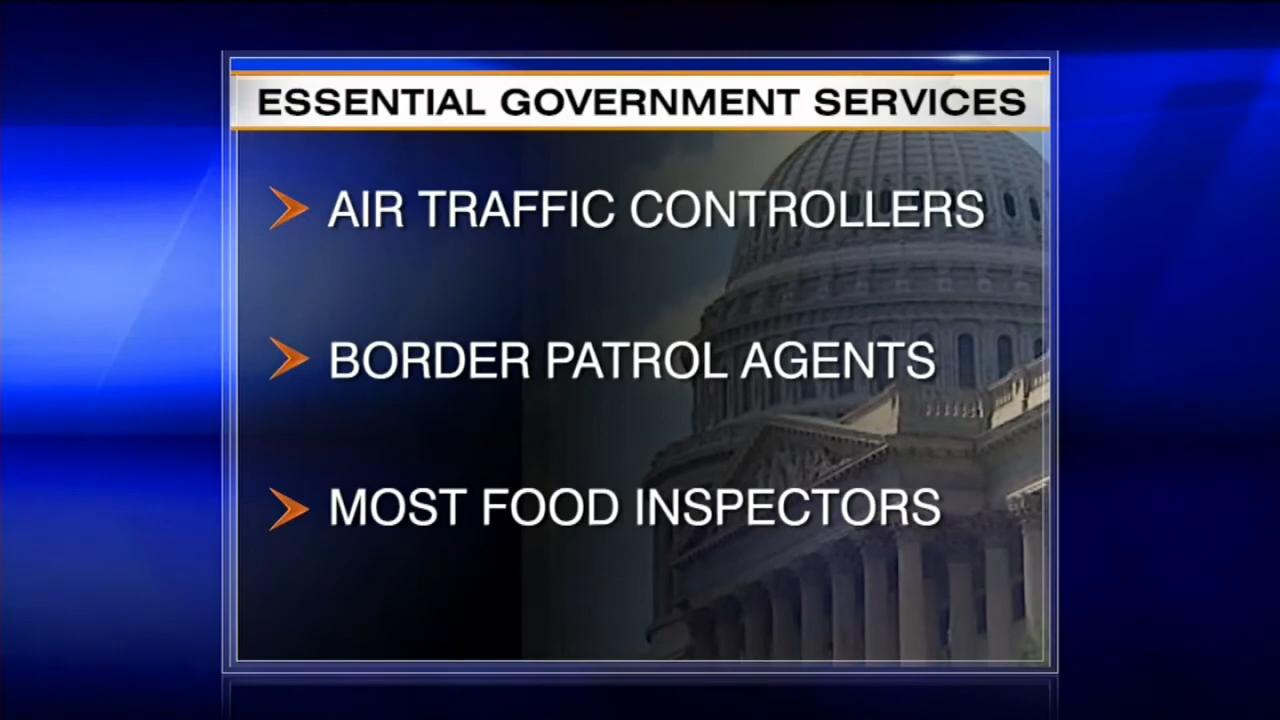 ESSENTIAL GOVERNMENT SERVICES
AIR TRAFFIC CONTROLLERS
BORDER PATROL AGENTS
MOST FOOD INSPECTORS